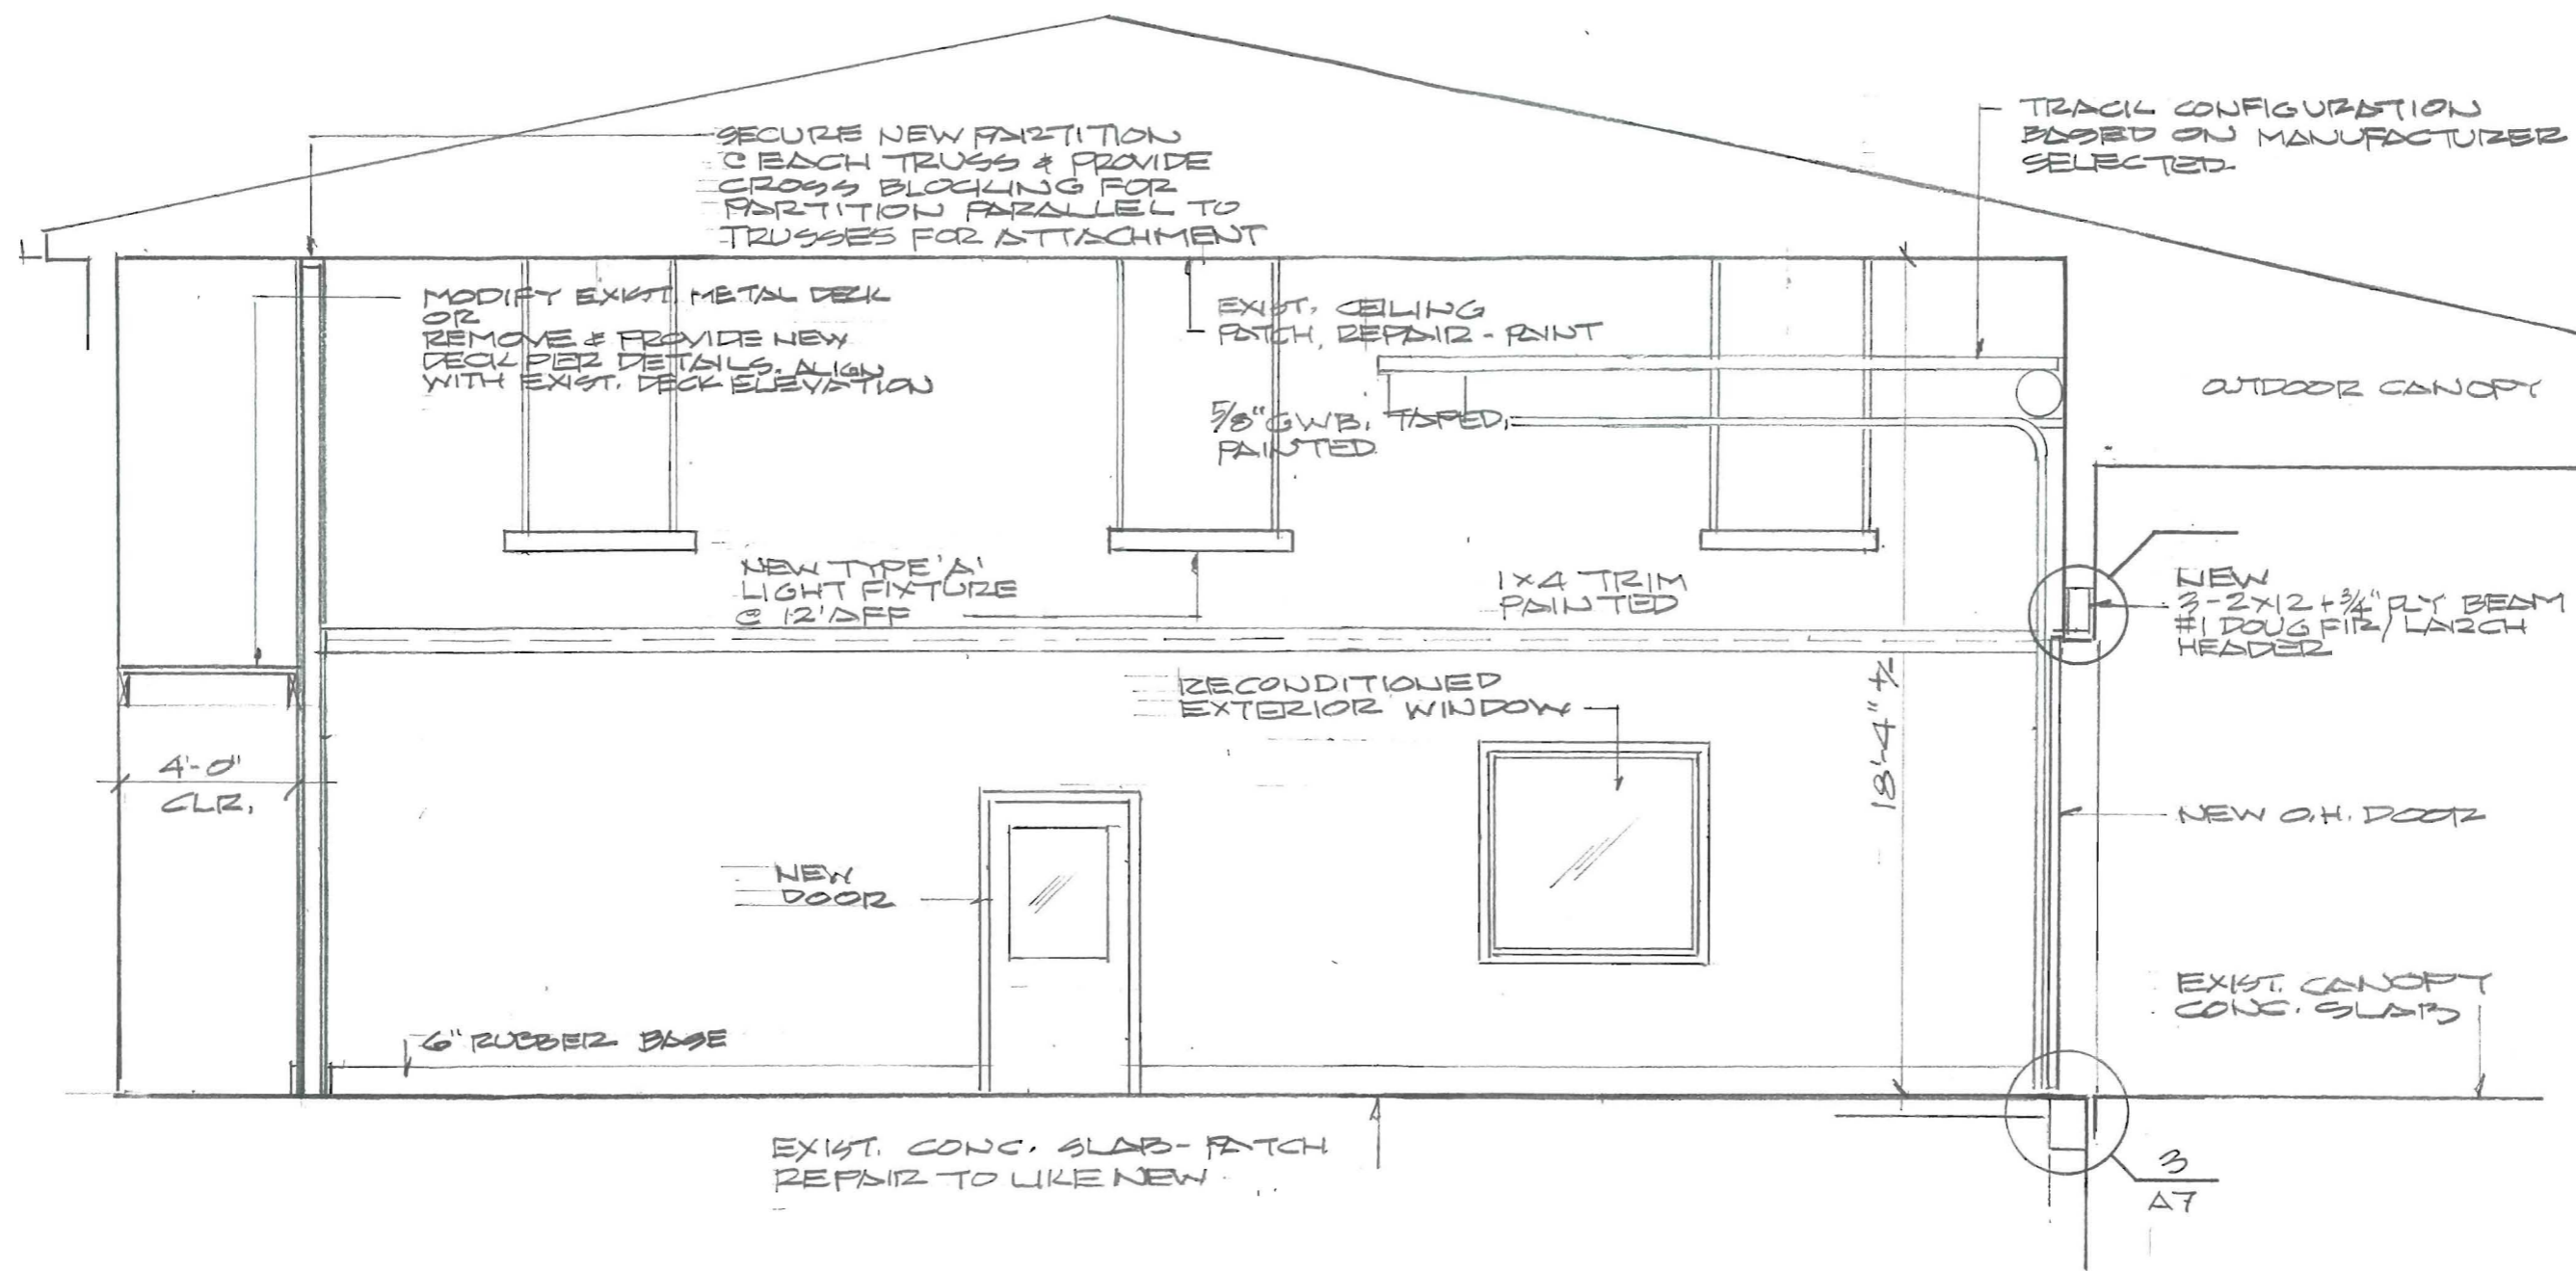 SECURE NEW PARTITION
@ EACH TRUSS & PROVIDE
CROSS BLOCKING FOR
PARTITION PARALLEL TO
TRUSSES FOR ATTACHMENT
TRACK CONFIGURATION
BASED ON MANUFACTURER
SELECTED.
MODIFY EXIST. METAL DECK
OR
REMOVE & PROVIDE NEW
DECK PER DETAILS. ALIGN
WITH EXIST. DECK ELEVATION
EXIST. CEILING
PATCH, REPAIR - PAINT
5/8" GWB. TAPED,
PAINTED.
OUTDOOR CANOPY
NEW TYPE 'A'
LIGHT FIXTURE
@ 12' AFF
1X4 TRIM
PAINTED
NEW
3-2X12 + 3/4" PLY BEAM
#1 DOUG FIR/LARCH
HEADER
RECONDITIONED
EXTERIOR WINDOW
18'-4" +/-
4'-0"
CLR.
NEW O.H. DOOR
NEW
DOOR
EXIST. CANOPY
CONC. SLAB
6" RUBBER BASE
EXIST. CONC. SLAB - PATCH
REPAIR TO LIKE NEW
3
A7